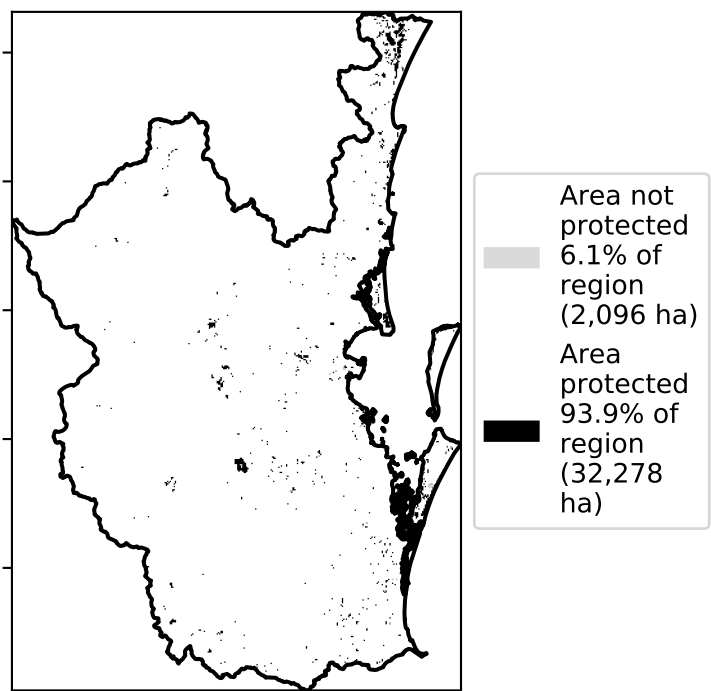 Area not
protected
6.1% of
region
(2,096 ha)
Area
protected
93.9% of
region
(32,278
ha)